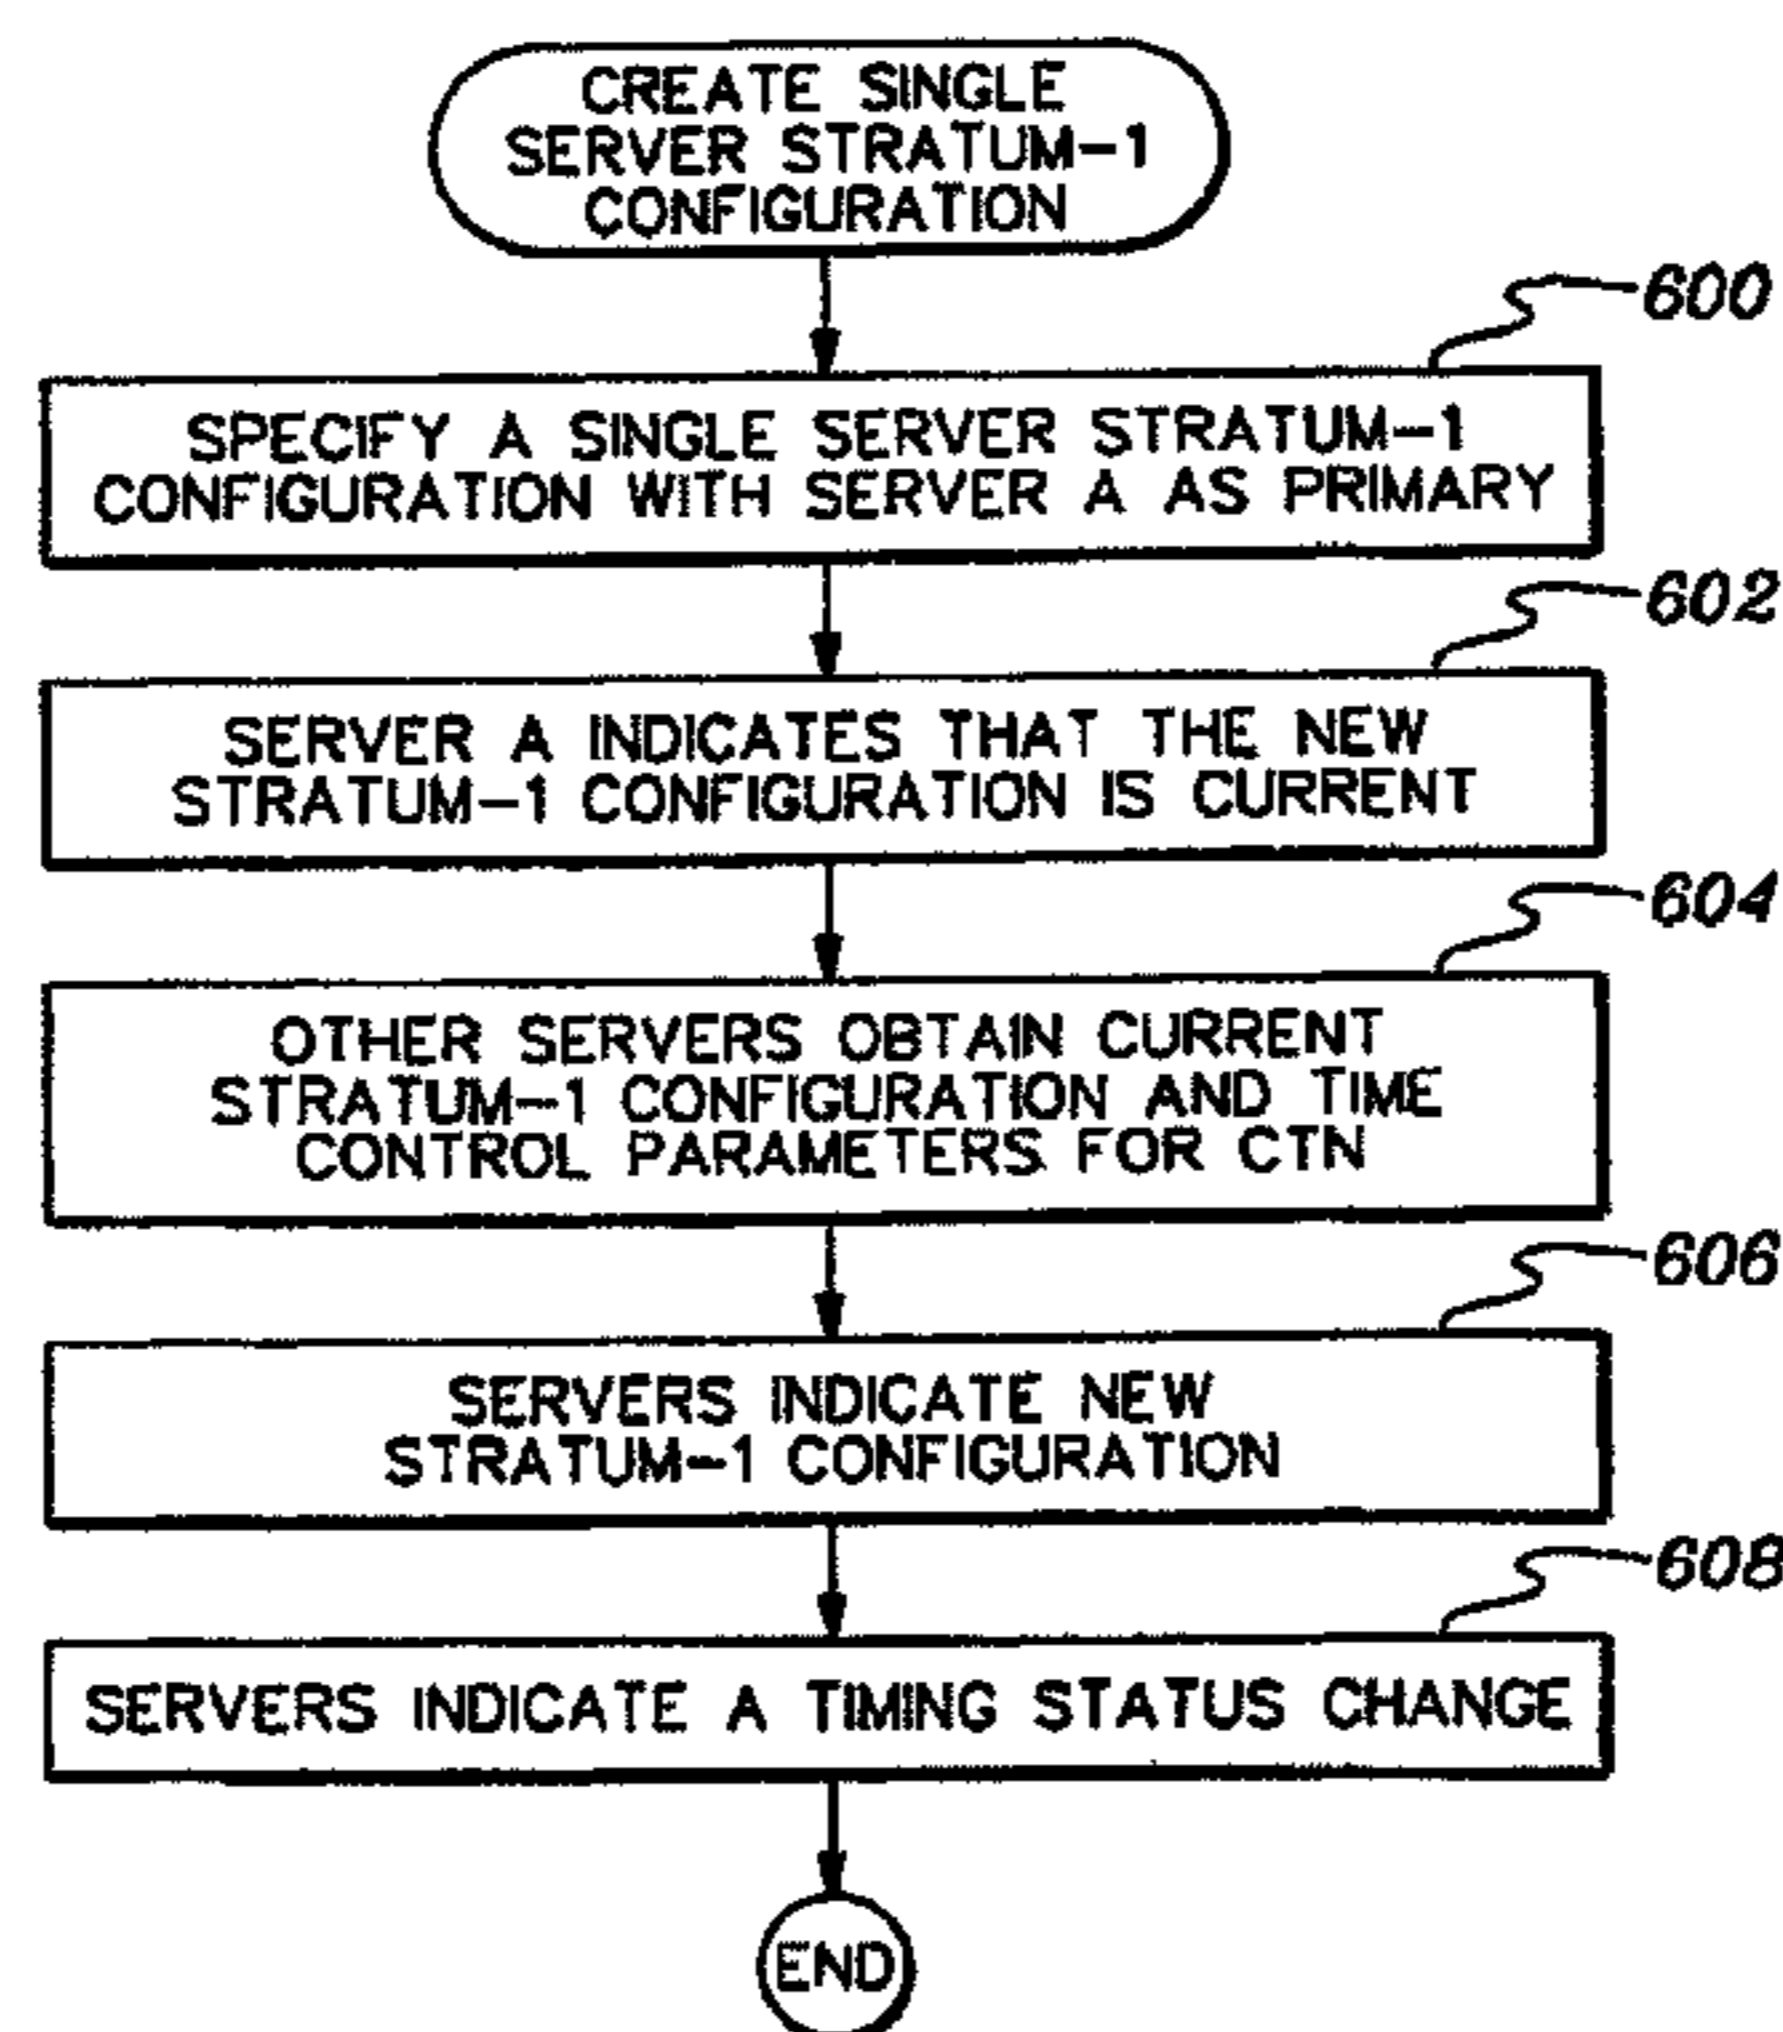 CREATE SINGLE
SERVER STRATUM-1
CONFIGURATION
600
SPECIFY A SINGLE SERVER STRATUM-1
CONFIGURATION WITH SERVER A AS PRIMARY
602
SERVER A INDICATES THAT THE NEW
STRATUM-1 CONFIGURATION IS CURRENT
604
OTHER SERVERS OBTAIN CURRENT
STRATUM-1 CONFIGURATION AND TIME
CONTROL PARAMETERS FOR CTN
606
SERVERS INDICATE NEW
STRATUM-1 CONFIGURATION
608
SERVERS INDICATE A TIMING STATUS CHANGE
END